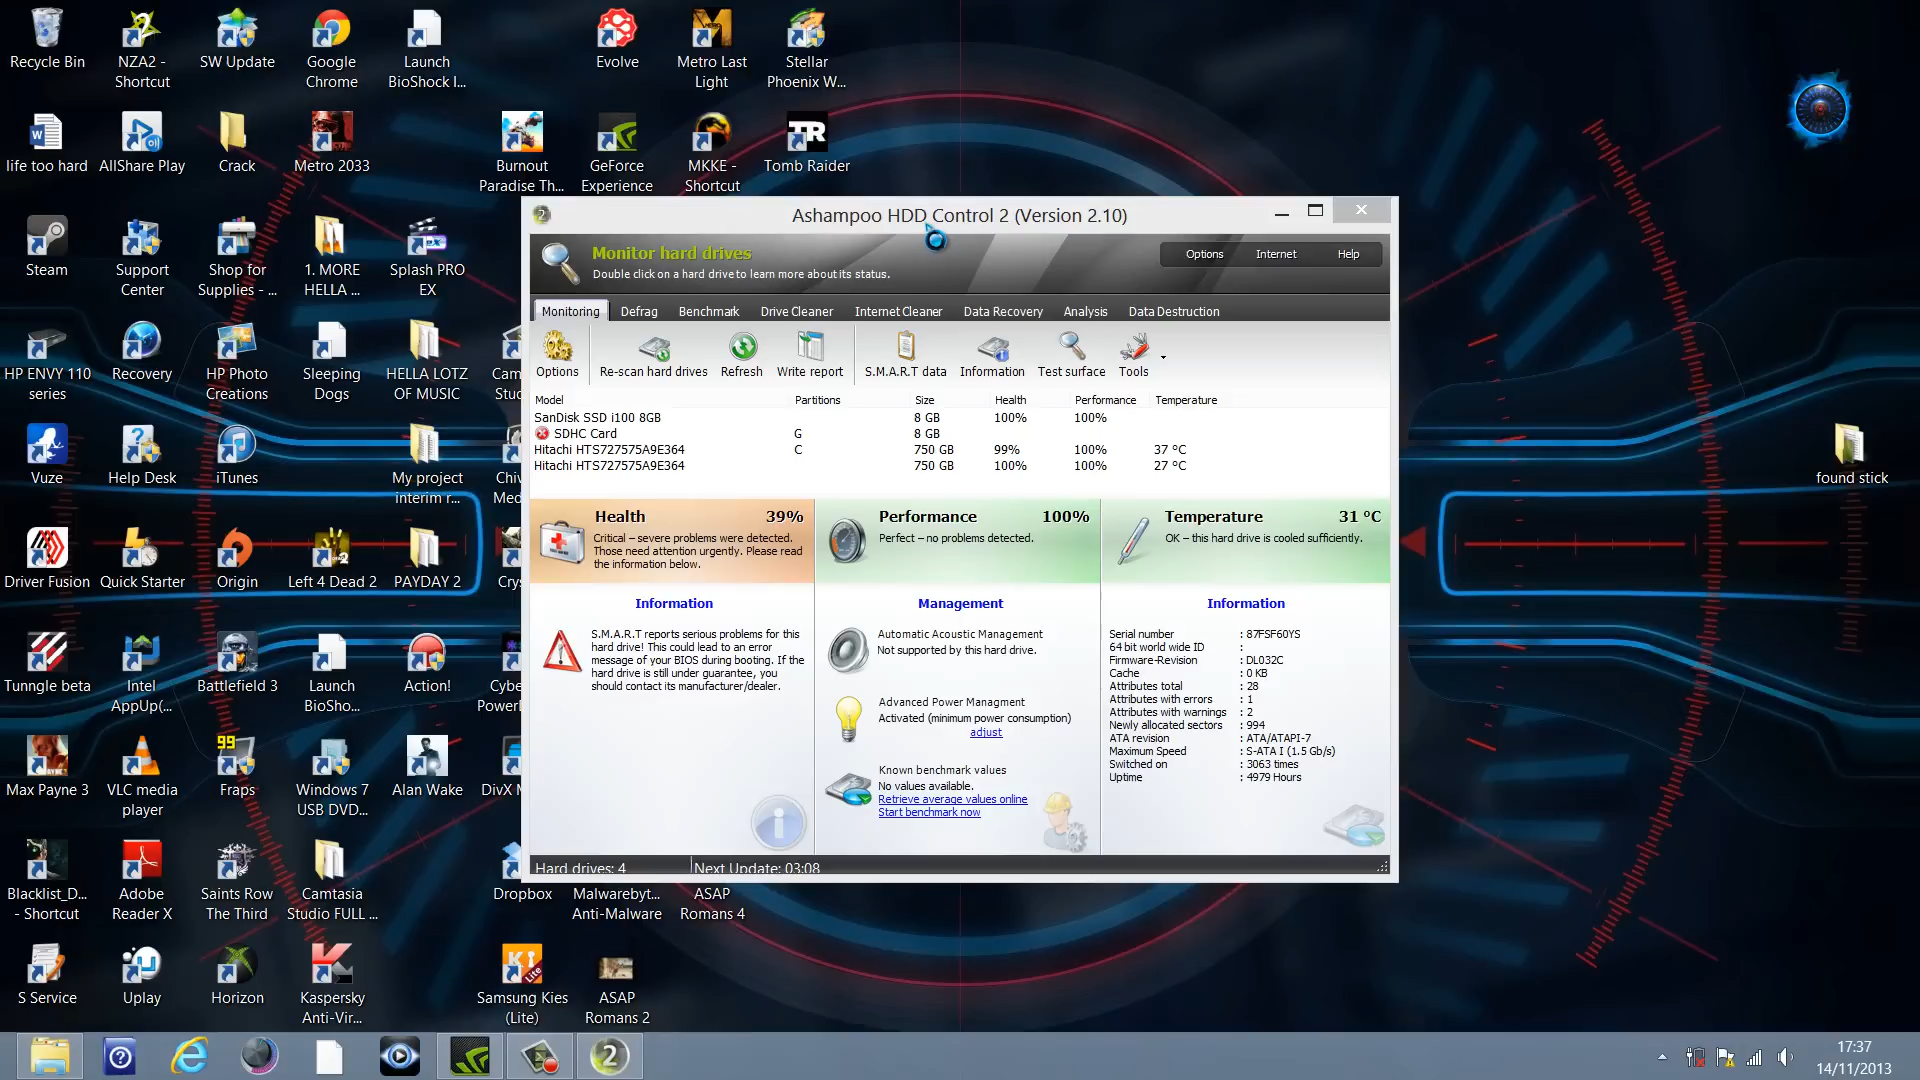 Recycle Bin
NZA2 -
Shortcut
SW Update
Google
Chrome
Launch
BioShock I...
Evolve
Metro Last
Light
Stellar
Phoenix W...
life too hard
AllShare Play
Crack
Metro 2033
Burnout
Paradise Th...
GeForce
Experience
MKKE -
Shortcut
TR
Tomb Raider
Steam
Support
Center
Shop for
Supplies - ...
1. MORE
HELLA ...
Splash PRO
EX
HP ENVY 110
series
Recovery
HP Photo
Creations
Sleeping
Dogs
HELLA LOTZ
OF MUSIC
Cam
Stud
Vuze
Help Desk
iTunes
My project
interim r...
Chiv
Med
Driver Fusion
Quick Starter
Origin
Left 4 Dead 2
PAYDAY 2
Crys
Tunngle beta
Intel
AppUp(...
Battlefield 3
Launch
BioSho...
Action!
Cybe
PowerD
Max Payne 3
VLC media
player
99
Fraps
Windows 7
USB DVD...
Alan Wake
DivX M
Blacklist_D...
- Shortcut
Adobe
Reader X
Saints Row
The Third
Camtasia
Studio FULL ...
Dropbox
Malwarebyt...
Anti-Malware
ASAP
Romans 4
S Service
Uplay
Horizon
Kaspersky
Anti-Vir...
Samsung Kies
(Lite)
ASAP
Romans 2
found stick
2
Ashampoo HDD Control 2 (Version 2.10)
Monitor hard drives
Double click on a hard drive to learn more about its status.
Options Internet Help
Monitoring Defrag Benchmark Drive Cleaner Internet Cleaner Data Recovery Analysis Data Destruction
Options Re-scan hard drives Refresh Write report S.M.A.R.T data Information Test surface Tools
Model Partitions Size Health Performance Temperature
SanDisk SSD i100 8GB 8 GB 100% 100%
SDHC Card G 8 GB
Hitachi HTS727575A9E364 C 750 GB 99% 100% 37 °C
Hitachi HTS727575A9E364 750 GB 100% 100% 27 °C
Health 39%
Critical – severe problems were detected.
Those need attention urgently. Please read
the information below.
Performance 100%
Perfect – no problems detected.
Temperature 31 °C
OK – this hard drive is cooled sufficiently.
Information
S.M.A.R.T reports serious problems for this
hard drive! This could lead to an error
message of your BIOS during booting. If the
hard drive is still under guarantee, you
should contact its manufacturer/dealer.
Management
Automatic Acoustic Management
Not supported by this hard drive.
Advanced Power Managment
Activated (minimum power consumption)
adjust
Known benchmark values
No values available.
Retrieve average values online
Start benchmark now
Information
Serial number : 87FSF60YS
64 bit world wide ID :
Firmware-Revision : DL032C
Cache : 0 KB
Attributes total : 28
Attributes with errors : 1
Attributes with warnings : 2
Newly allocated sectors : 994
ATA revision : ATA/ATAPI-7
Maximum Speed : S-ATA I (1.5 Gb/s)
Switched on : 3063 times
Uptime : 4979 Hours
Hard drives: 4
Next Update: 03:08
2
17:37
14/11/2013